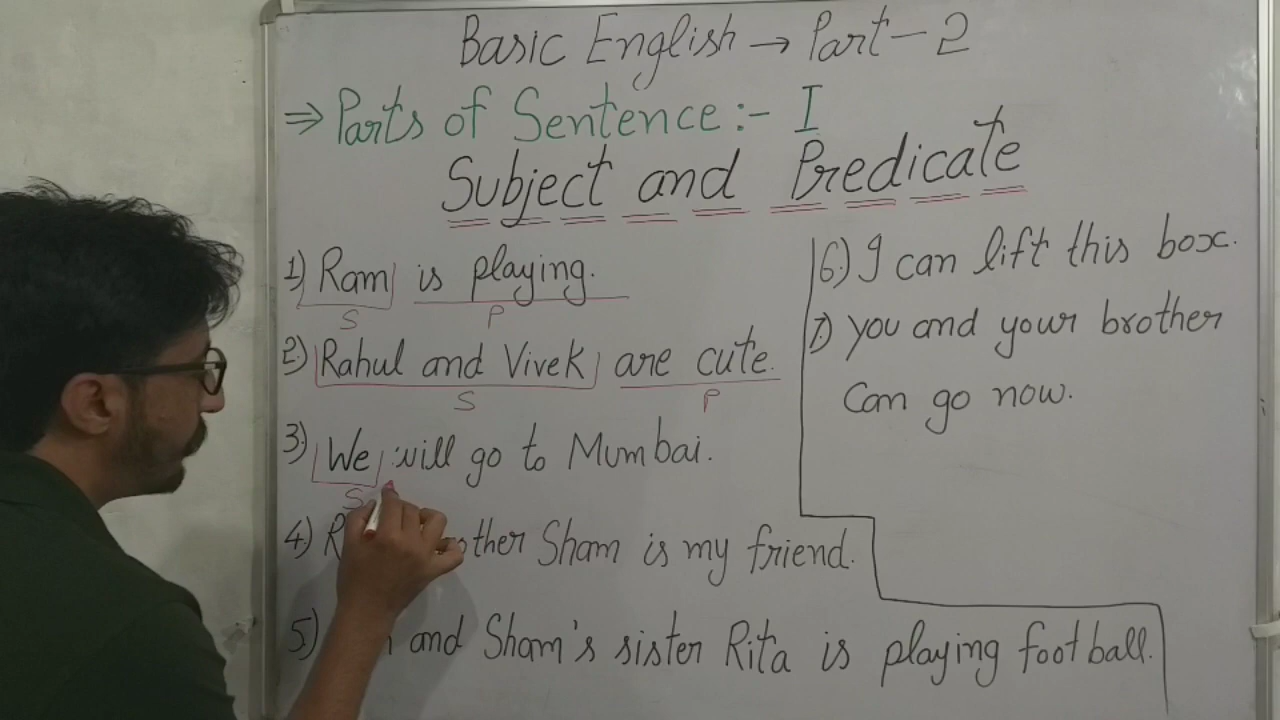 Basic English → Part - 2
⇒ Parts of Sentence :- I
Subject and Predicate
1) Ram is playing.
S P
2) Rahul and Vivek are cute.
S P
3) We will go to Mumbai.
S
4) Sham is my friend.
5) and Sham's sister Rita is playing football.
6) I can lift this box.
7) you and your brother
Can go now.